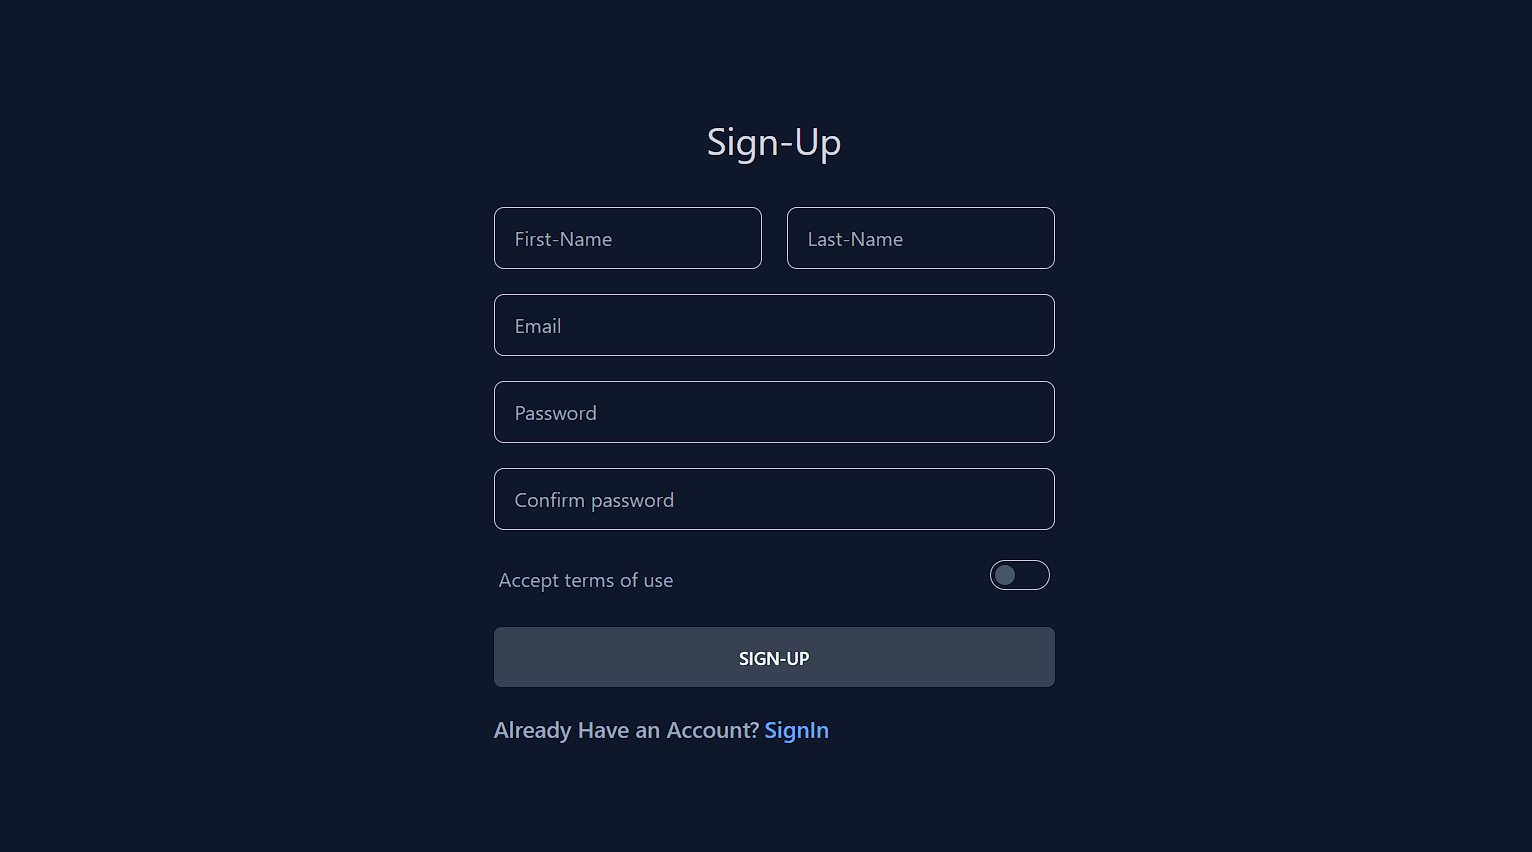 Sign-Up
First-Name Last-Name
Email
Password
Confirm password
Accept terms of use
SIGN-UP
Already Have an Account? SignIn